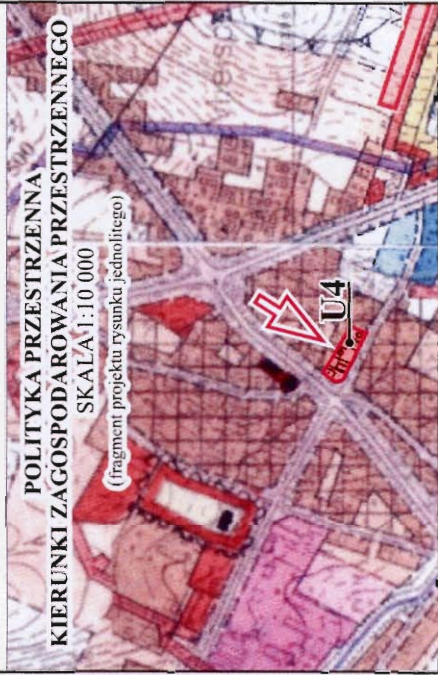 POLITYKA PRZESTRZENNA
KIERUNKI ZAGOSPODAROWANIA PRZESTRZENNEGO
SKALA 1:10 000
(fragment projektu rysunku jednolitego)
U4